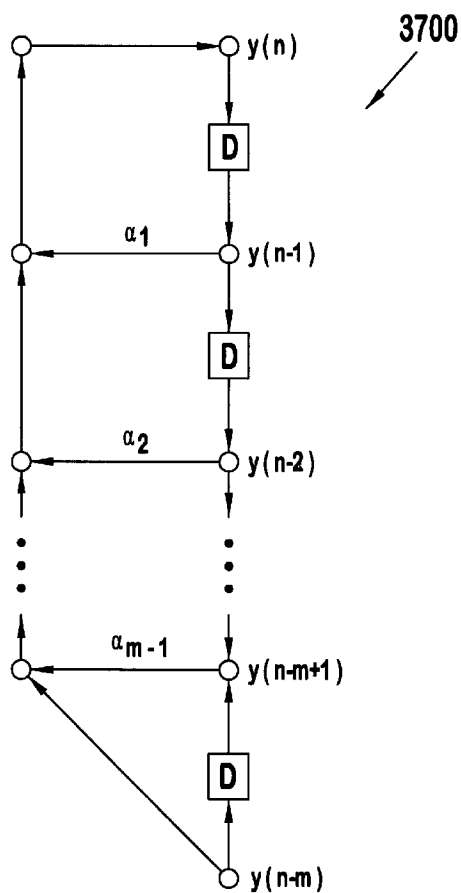 3700
y(n)
D
α1
y(n-1)
D
α2
y(n-2)
αm-1
y(n-m+1)
D
y(n-m)